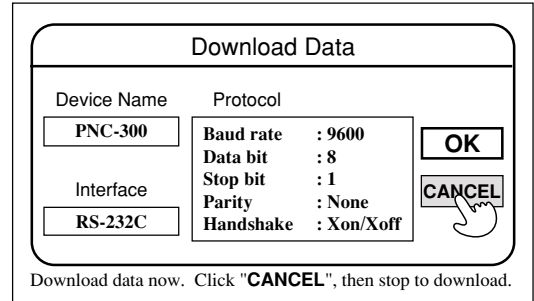 Download Data
Device Name
PNC-300
Interface
RS-232C
Protocol
Baud rate : 9600
Data bit : 8
Stop bit : 1
Parity : None
Handshake : Xon/Xoff
OK
CANCEL
Download data now. Click "CANCEL", then stop to download.